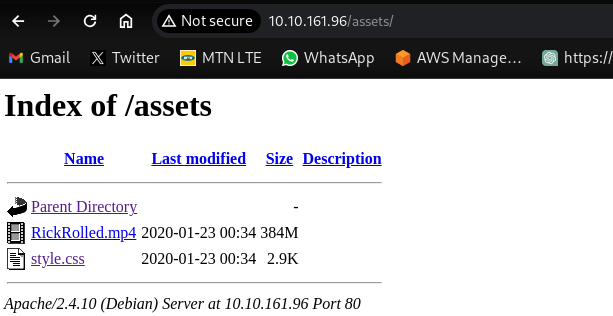 Not secure 10.10.161.96/assets/
Gmail Twitter MTN LTE WhatsApp AWS Manage... https://
Index of /assets
Name Last modified Size Description
Parent Directory -
RickRolled.mp4 2020-01-23 00:34 384M
style.css 2020-01-23 00:34 2.9K
Apache/2.4.10 (Debian) Server at 10.10.161.96 Port 80